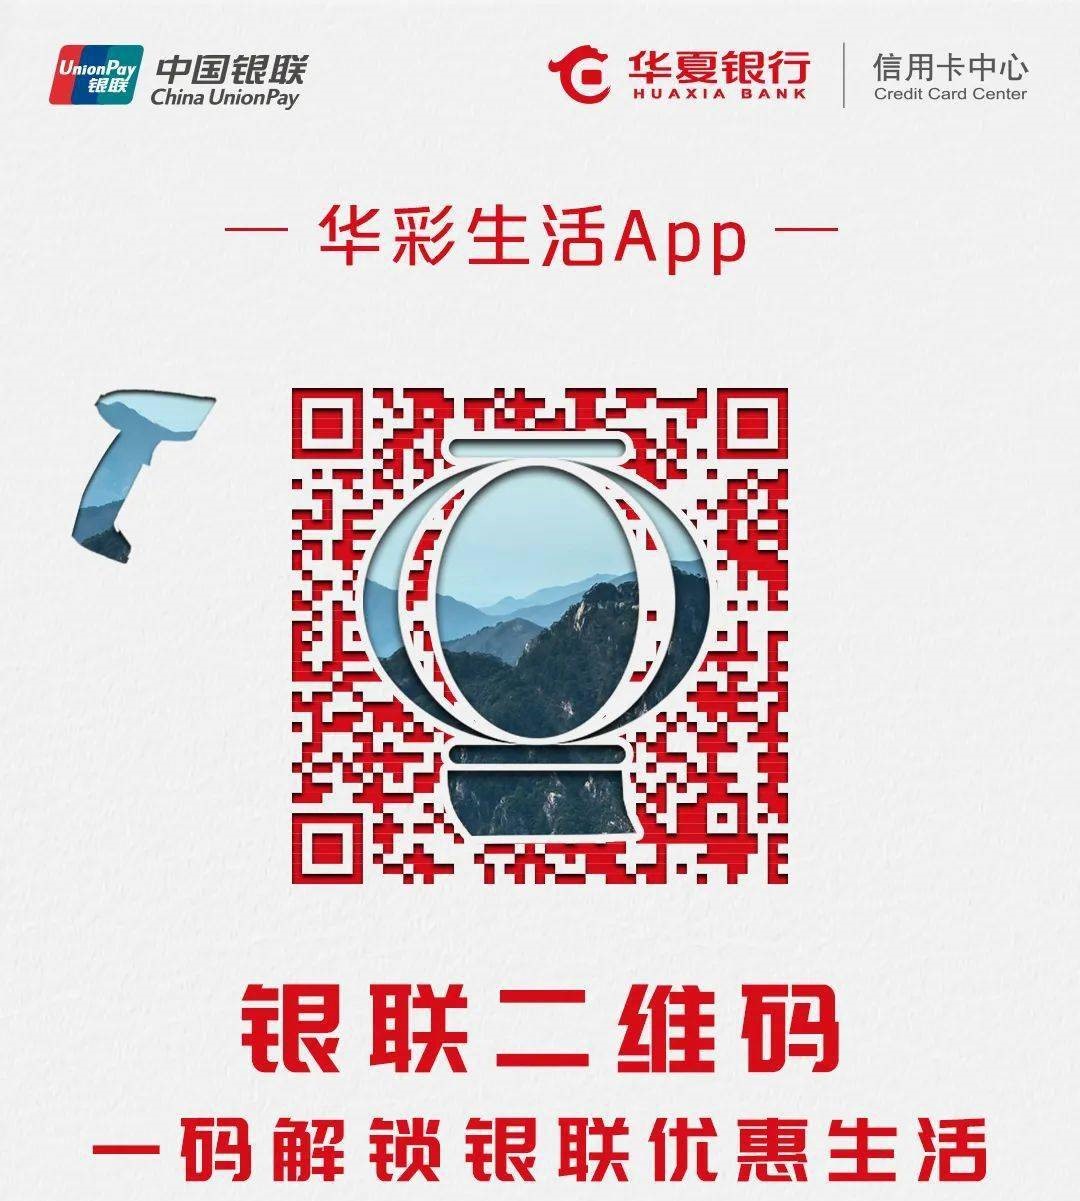 UnionPay
银联
中国银联
China UnionPay
华夏银行
HUAXIA BANK
信用卡中心
Credit Card Center
华彩生活App
银联二维码
一码解锁银联优惠生活